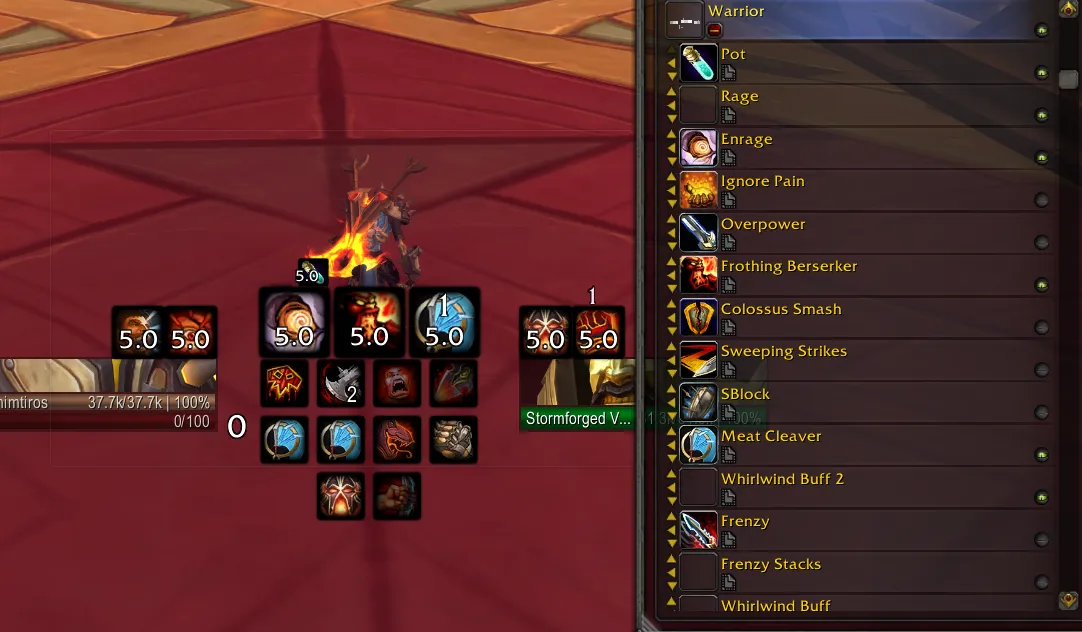 5.0
5.0 5.0
5.0 5.0 1 5.0
1
5.0 5.0
37.7k/37.7k | 100%
0/100
2
0
Stormforged V...
Warrior
Pot
Rage
Enrage
Ignore Pain
Overpower
Frothing Berserker
Colossus Smash
Sweeping Strikes
SBlock
Meat Cleaver
Whirlwind Buff 2
Frenzy
Frenzy Stacks
Whirlwind Buff